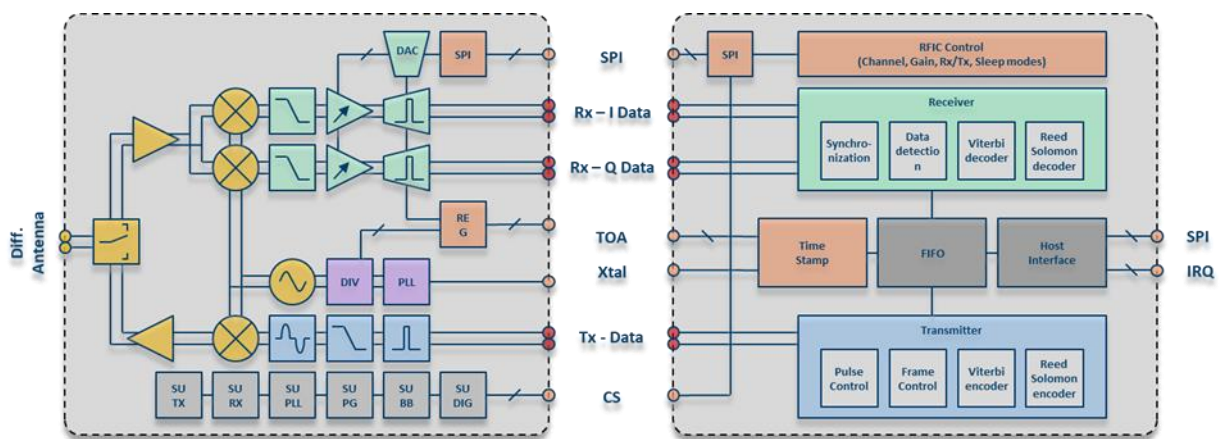 DAC
SPI
SPI
SPI
RFIC Control
(Channel, Gain, Rx/Tx, Sleep modes)
Rx – I Data
Receiver
Synchro-
nization
Data
detectio
n
Viterbi
decoder
Reed
Solomon
decoder
Rx – Q Data
Diff.
Antenna
RE
G
TOA
Time
Stamp
FIFO
Host
Interface
SPI
IRQ
DIV
PLL
Xtal
Tx - Data
Transmitter
Pulse
Control
Frame
Control
Viterbi
encoder
Reed
Solomon
encoder
SU
TX
SU
RX
SU
PLL
SU
PG
SU
BB
SU
DIG
CS